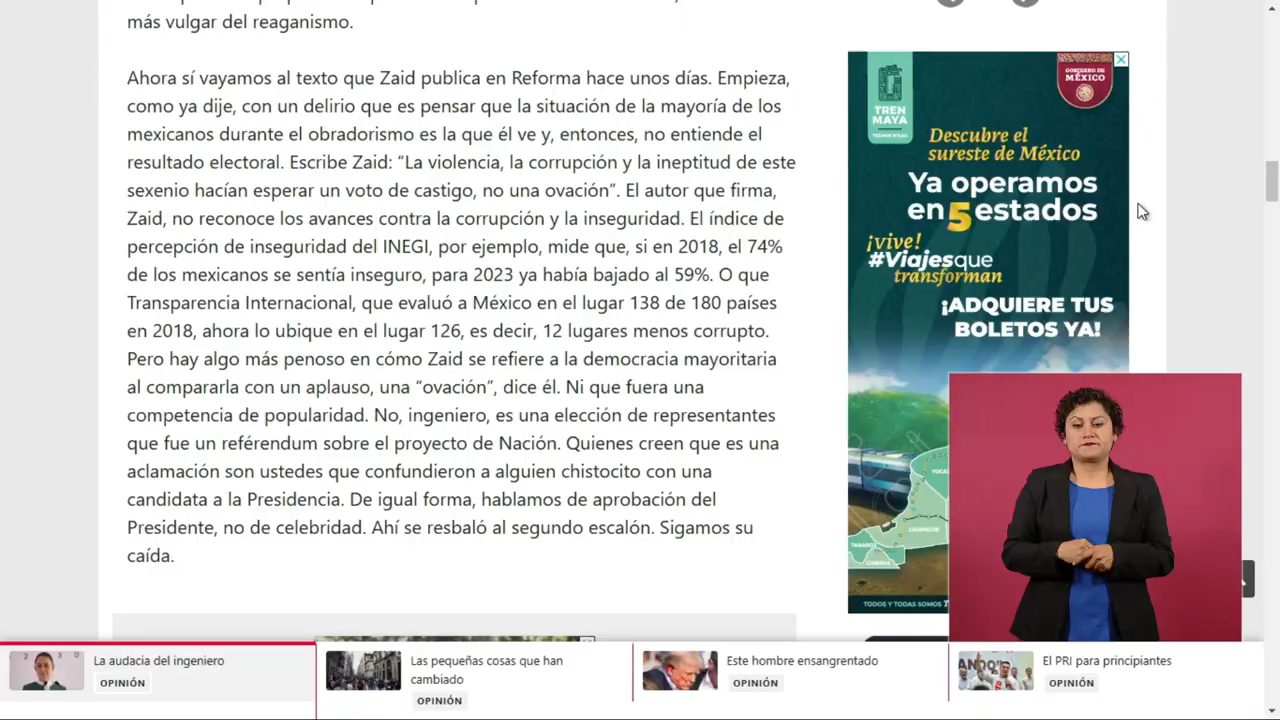 más vulgar del reaganismo.
Ahora sí vayamos al texto que Zaid publica en Reforma hace unos días. Empieza,
como ya dije, con un delirio que es pensar que la situación de la mayoría de los
mexicanos durante el obradorismo es la que él ve y, entonces, no entiende el
resultado electoral. Escribe Zaid: “La violencia, la corrupción y la ineptitud de este
sexenio hacían esperar un voto de castigo, no una ovación”. El autor que firma,
Zaid, no reconoce los avances contra la corrupción y la inseguridad. El índice de
percepción de inseguridad del INEGI, por ejemplo, mide que, si en 2018, el 74%
de los mexicanos se sentía inseguro, para 2023 ya había bajado al 59%. O que
Transparencia Internacional, que evaluó a México en el lugar 138 de 180 países
en 2018, ahora lo ubique en el lugar 126, es decir, 12 lugares menos corrupto.
Pero hay algo más penoso en cómo Zaid se refiere a la democracia mayoritaria
al compararla con un aplauso, una “ovación”, dice él. Ni que fuera una
competencia de popularidad. No, ingeniero, es una elección de representantes
que fue un referéndum sobre el proyecto de Nación. Quienes creen que es una
aclamación son ustedes que confundieron a alguien chistocito con una
candidata a la Presidencia. De igual forma, hablamos de aprobación del
Presidente, no de celebridad. Ahí se resbaló al segundo escalón. Sigamos su
caída.
TREN
MAYA
GOBIERNO DE
MÉXICO
Descubre el
sureste de México
Ya operamos
en 5 estados
¡vive!
#Viajesque
transforman
¡ADQUIERE TUS
BOLETOS YA!
CAMPECHE
TABASCO
CHIAPAS
TODOS Y TODAS SOMOS
La audacia del ingeniero
OPINIÓN
Las pequeñas cosas que han
cambiado
OPINIÓN
Este hombre ensangrentado
OPINIÓN
El PRI para principiantes
OPINIÓN